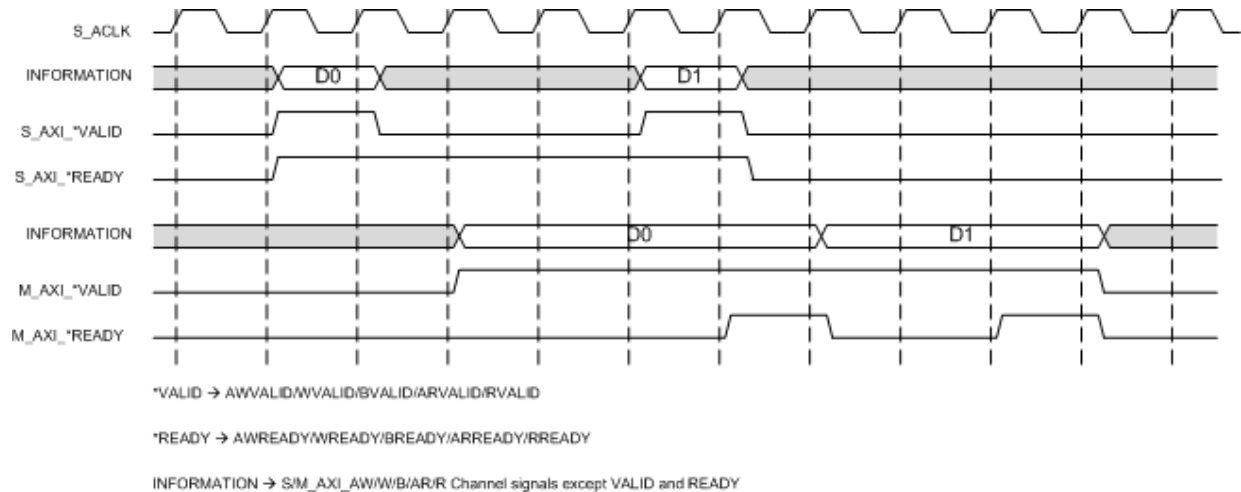 S_ACLK
INFORMATION D0 D1
S_AXI_*VALID
S_AXI_*READY
INFORMATION D0 D1
M_AXI_*VALID
M_AXI_*READY
*VALID → AWVALID/WVALID/BVALID/ARVALID/RVALID
*READY → AWREADY/WREADY/BREADY/ARREADY/RREADY
INFORMATION → S/M_AXI_AW/W/B/AR/R Channel signals except VALID and READY